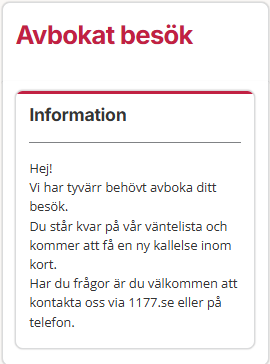 Avbokat besök
Information
Hej!
Vi har tyvärr behövt avboka ditt
besök.
Du står kvar på vår väntelista och
kommer att få en ny kallelse inom
kort.
Har du frågor är du välkommen att
kontakta oss via 1177.se eller på
telefon.